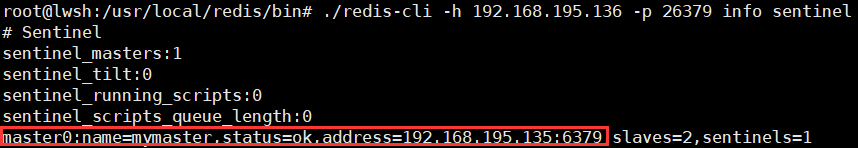 root@lwsh:/usr/local/redis/bin# ./redis-cli -h 192.168.195.136 -p 26379 info sentinel
# Sentinel
sentinel_masters:1
sentinel_tilt:0
sentinel_running_scripts:0
sentinel_scripts_queue_length:0
master0:name=mymaster,status=ok,address=192.168.195.135:6379,slaves=2,sentinels=1